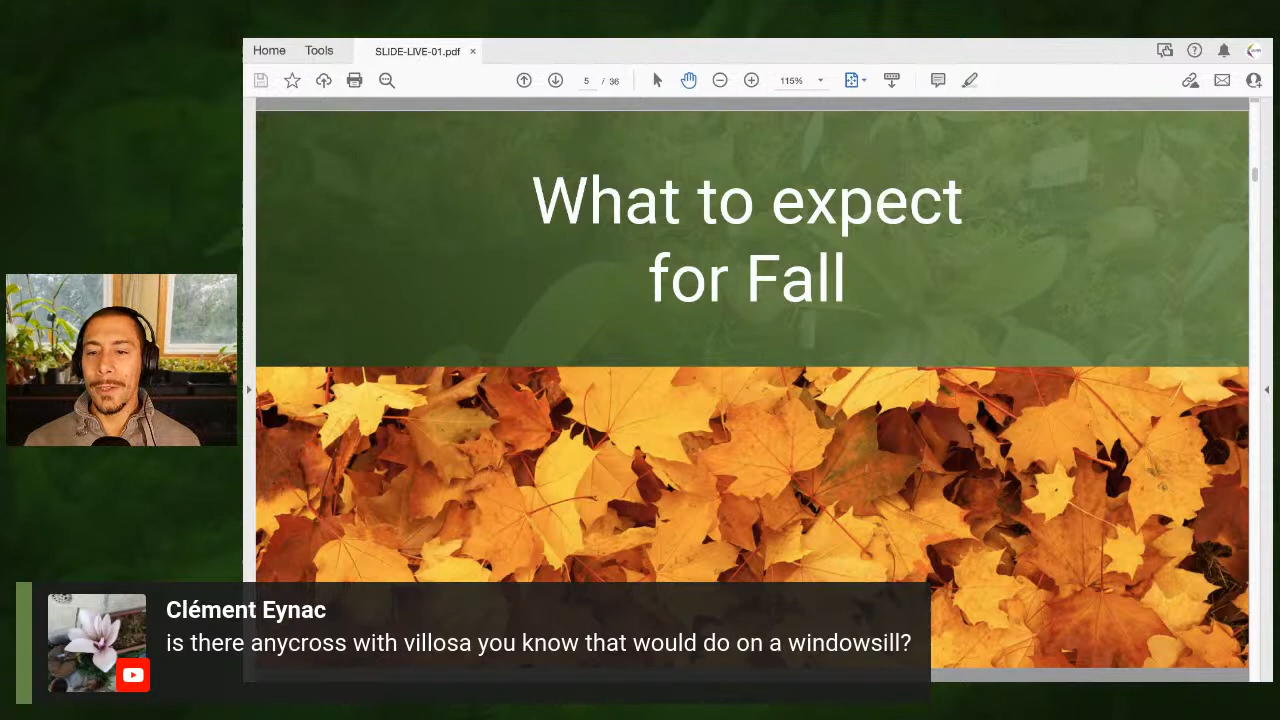 Home Tools SLIDE-LIVE-01.pdf ×
5 / 36 115%
What to expect
for Fall
Clément Eynac
is there anycross with villosa you know that would do on a windowsill?